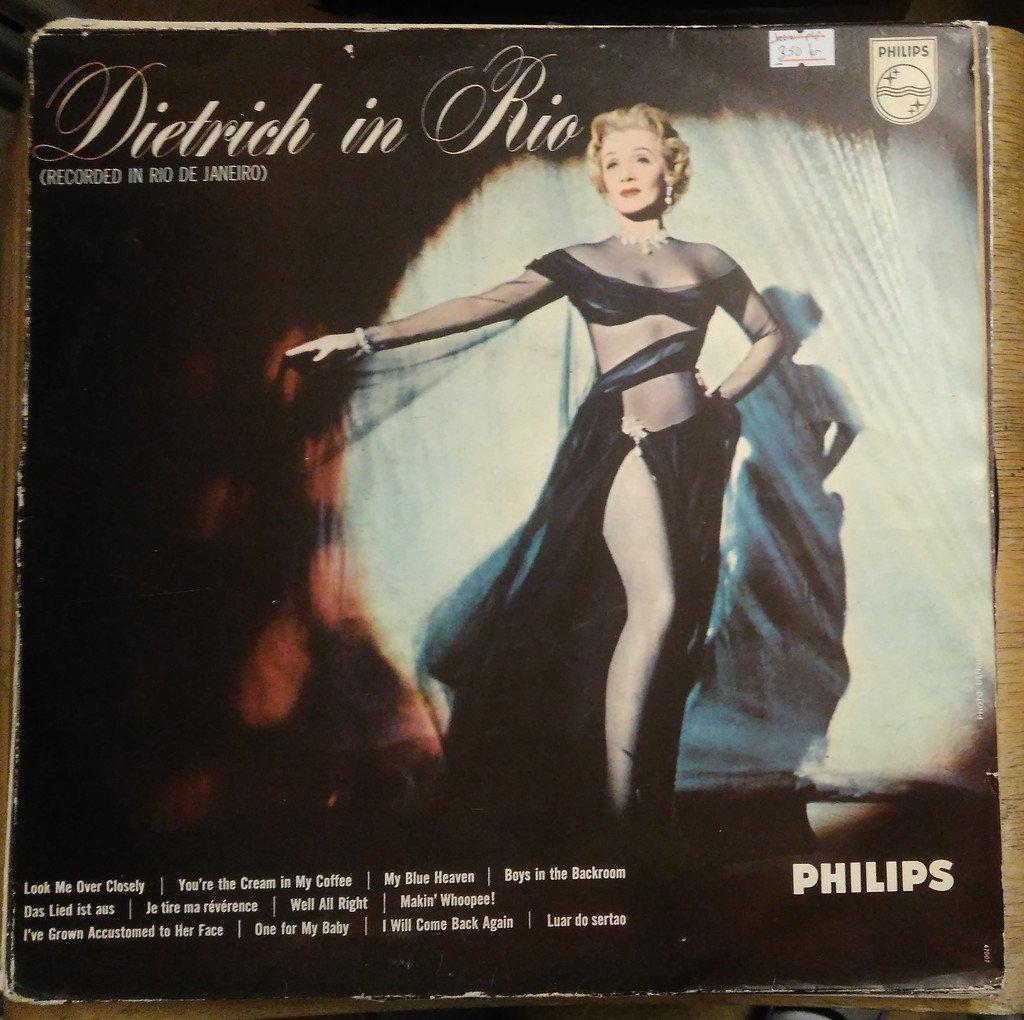 350 kr
PHILIPS
Dietrich in Rio
(RECORDED IN RIO DE JANEIRO)
PHILIPS
Look Me Over Closely | You're the Cream in My Coffee | My Blue Heaven | Boys in the Backroom
Das Lied ist aus | Je tire ma révérence | Well All Right | Makin' Whoopee!
I've Grown Accustomed to Her Face | One for My Baby | I Will Come Back Again | Luar do sertao
PHOTO